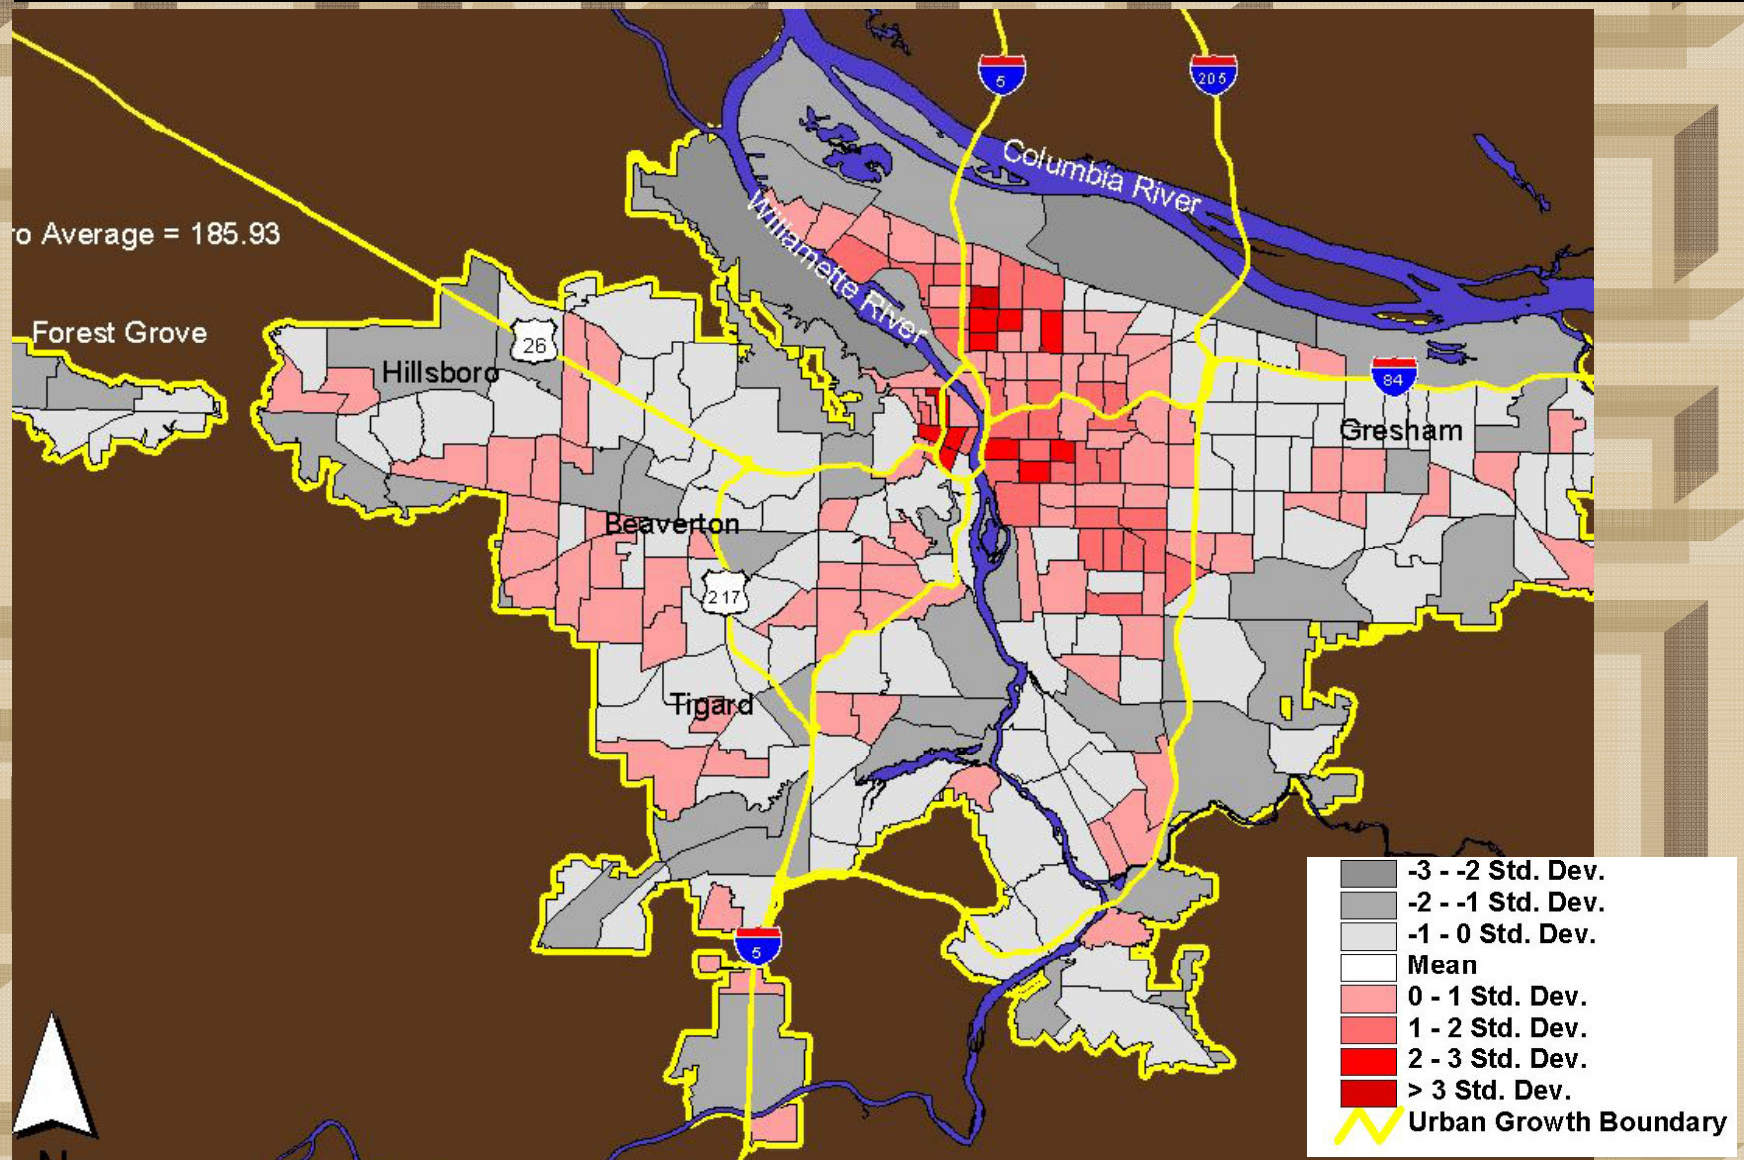 5
205
Columbia River
Willamette River
ro Average = 185.93
Forest Grove
26
Hillsboro
84
Gresham
Beaverton
217
Tigard
5
-3 - -2 Std. Dev.
-2 - -1 Std. Dev.
-1 - 0 Std. Dev.
Mean
0 - 1 Std. Dev.
1 - 2 Std. Dev.
2 - 3 Std. Dev.
> 3 Std. Dev.
Urban Growth Boundary
N